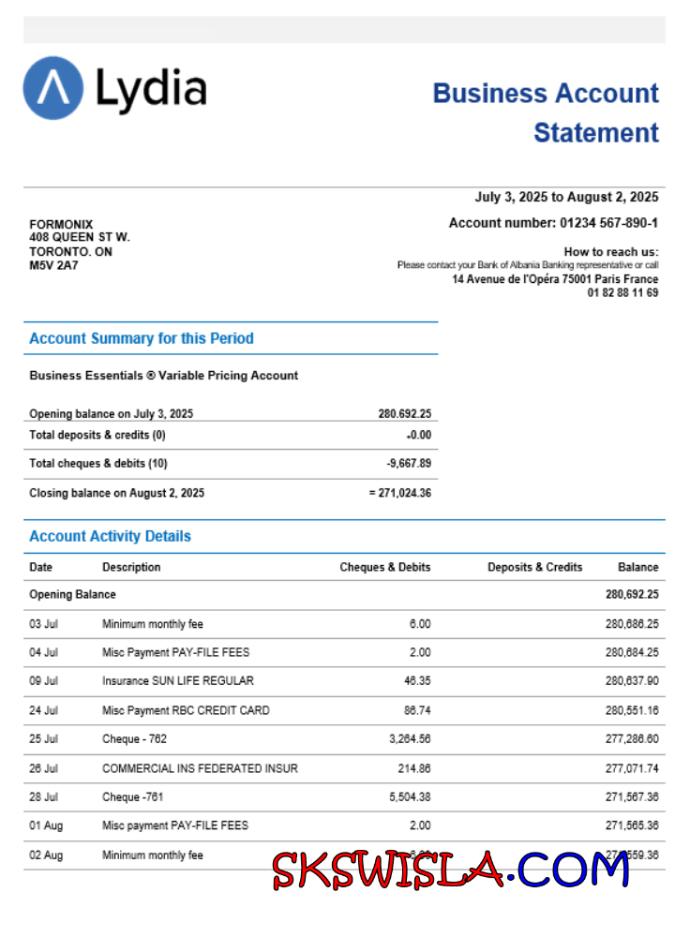 Lydia
Business Account
Statement
July 3, 2025 to August 2, 2025
Account number: 01234 567-890-1
FORMONIX
408 QUEEN ST W.
TORONTO. ON
M5V 2A7
How to reach us:
Please contact your Bank of Albania Banking representative or call
14 Avenue de l'Opéra 75001 Paris France
01 82 88 11 69
Account Summary for this Period
Business Essentials ® Variable Pricing Account
Opening balance on July 3, 2025 280.692.25
Total deposits & credits (0) -0.00
Total cheques & debits (10) -9,667.89
Closing balance on August 2, 2025 = 271,024.36
Account Activity Details
Date Description Cheques & Debits Deposits & Credits Balance
Opening Balance 280,692.25
03 Jul Minimum monthly fee 6.00 280,686.25
04 Jul Misc Payment PAY-FILE FEES 2.00 280,684.25
09 Jul Insurance SUN LIFE REGULAR 46.35 280,637.90
24 Jul Misc Payment RBC CREDIT CARD 86.74 280,551.16
25 Jul Cheque - 762 3,264.56 277,286.60
26 Jul COMMERCIAL INS FEDERATED INSUR 214.86 277,071.74
28 Jul Cheque -761 5,504.38 271,567.36
01 Aug Misc payment PAY-FILE FEES 2.00 271,565.36
02 Aug Minimum monthly fee
SKSWISLA.COM